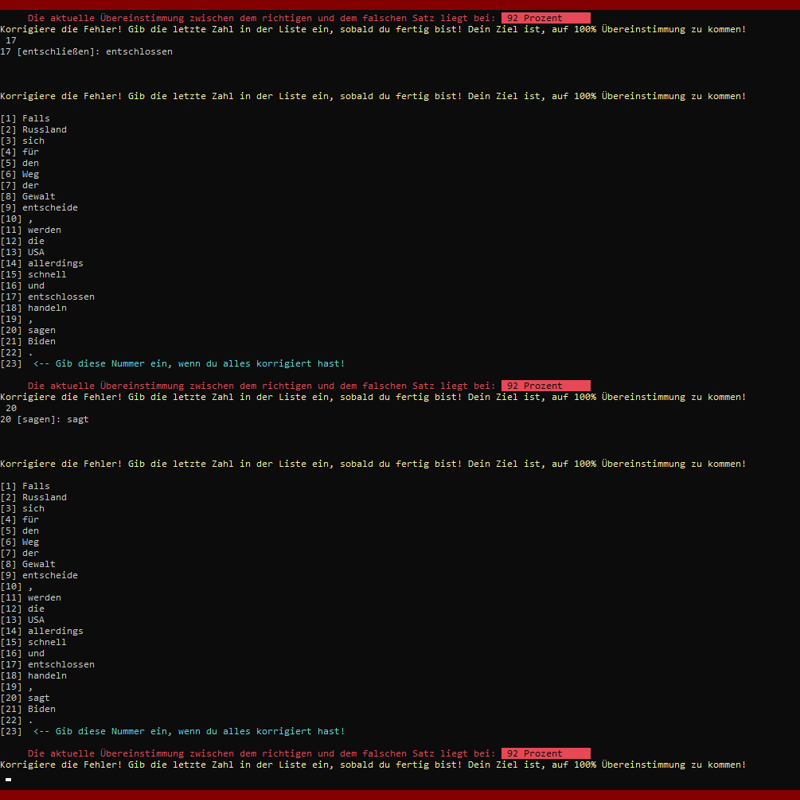 Die aktuelle Übereinstimmung zwischen dem richtigen und dem falschen Satz liegt bei: 92 Prozent
Korrigiere die Fehler! Gib die letzte Zahl in der Liste ein, sobald du fertig bist! Dein Ziel ist, auf 100% Übereinstimmung zu kommen!
17
17 [entschließen]: entschlossen
Korrigiere die Fehler! Gib die letzte Zahl in der Liste ein, sobald du fertig bist! Dein Ziel ist, auf 100% Übereinstimmung zu kommen!
[1] Falls
[2] Russland
[3] sich
[4] für
[5] den
[6] Weg
[7] der
[8] Gewalt
[9] entscheide
[10] ,
[11] werden
[12] die
[13] USA
[14] allerdings
[15] schnell
[16] und
[17] entschlossen
[18] handeln
[19] ,
[20] sagen
[21] Biden
[22] .
[23] <-- Gib diese Nummer ein, wenn du alles korrigiert hast!
Die aktuelle Übereinstimmung zwischen dem richtigen und dem falschen Satz liegt bei: 92 Prozent
Korrigiere die Fehler! Gib die letzte Zahl in der Liste ein, sobald du fertig bist! Dein Ziel ist, auf 100% Übereinstimmung zu kommen!
20
20 [sagen]: sagt
Korrigiere die Fehler! Gib die letzte Zahl in der Liste ein, sobald du fertig bist! Dein Ziel ist, auf 100% Übereinstimmung zu kommen!
[1] Falls
[2] Russland
[3] sich
[4] für
[5] den
[6] Weg
[7] der
[8] Gewalt
[9] entscheide
[10] ,
[11] werden
[12] die
[13] USA
[14] allerdings
[15] schnell
[16] und
[17] entschlossen
[18] handeln
[19] ,
[20] sagt
[21] Biden
[22] .
[23] <-- Gib diese Nummer ein, wenn du alles korrigiert hast!
Die aktuelle Übereinstimmung zwischen dem richtigen und dem falschen Satz liegt bei: 92 Prozent
Korrigiere die Fehler! Gib die letzte Zahl in der Liste ein, sobald du fertig bist! Dein Ziel ist, auf 100% Übereinstimmung zu kommen!